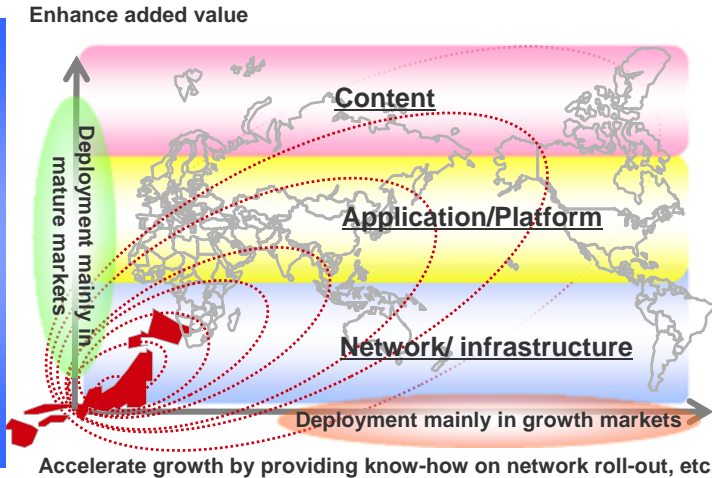 Enhance added value
Content
Deployment mainly in
mature markets
Application/Platform
Network/ infrastructure
Deployment mainly in growth markets
Accelerate growth by providing know-how on network roll-out, etc.